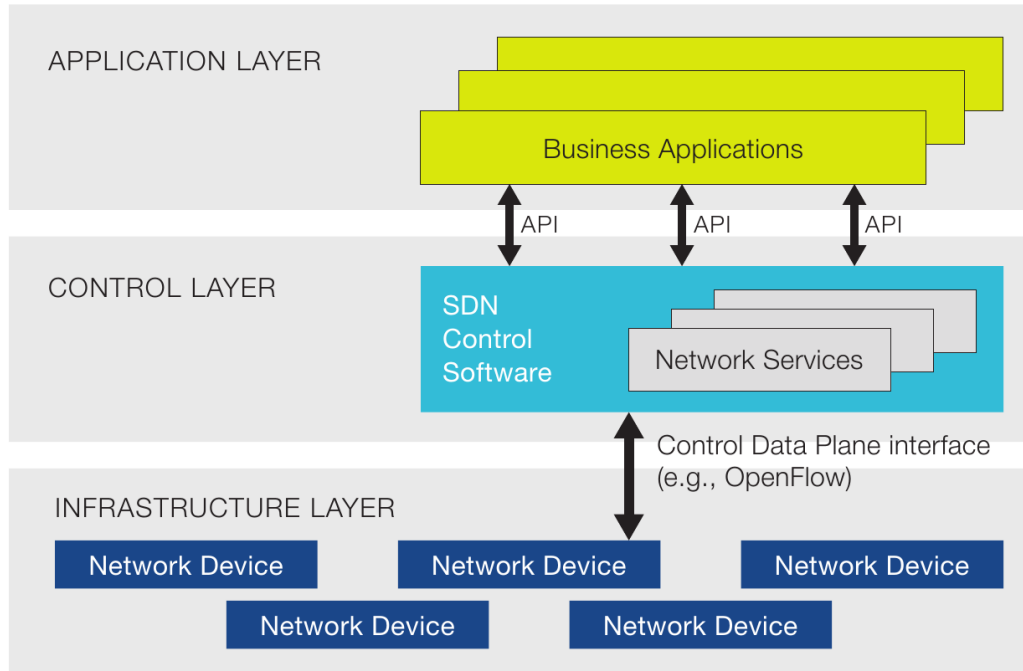 APPLICATION LAYER
Business Applications
API
API
API
CONTROL LAYER
SDN
Control
Software
Network Services
Control Data Plane interface
(e.g., OpenFlow)
INFRASTRUCTURE LAYER
Network Device
Network Device
Network Device
Network Device
Network Device